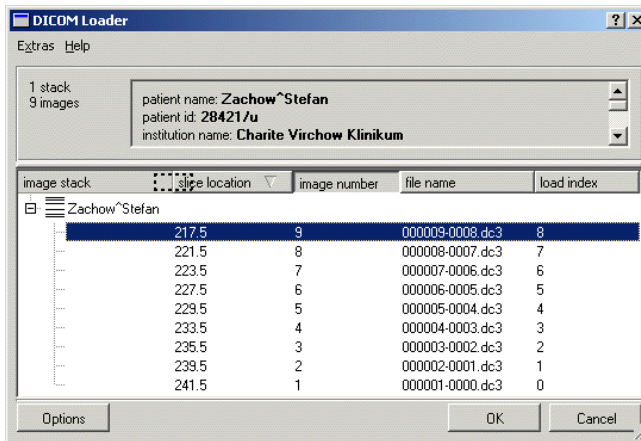 DICOM Loader
Extras Help
1 stack
9 images
patient name: Zachow^Stefan
patient id: 28421/u
institution name: Charite Virchow Klinikum
image stack slice location image number file name load index
Zachow^Stefan
217.5 9 000009-0008.dc3 8
221.5 8 000008-0007.dc3 7
223.5 7 000007-0006.dc3 6
227.5 6 000006-0005.dc3 5
229.5 5 000005-0004.dc3 4
233.5 4 000004-0003.dc3 3
235.5 3 000003-0002.dc3 2
239.5 2 000002-0001.dc3 1
241.5 1 000001-0000.dc3 0
Options OK Cancel